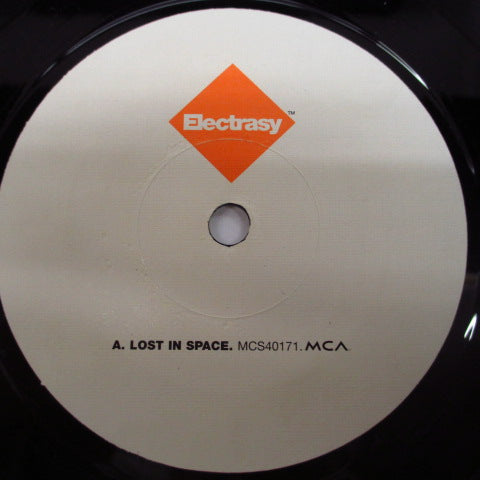 Electrasy™
A. LOST IN SPACE. MCS40171. MCA